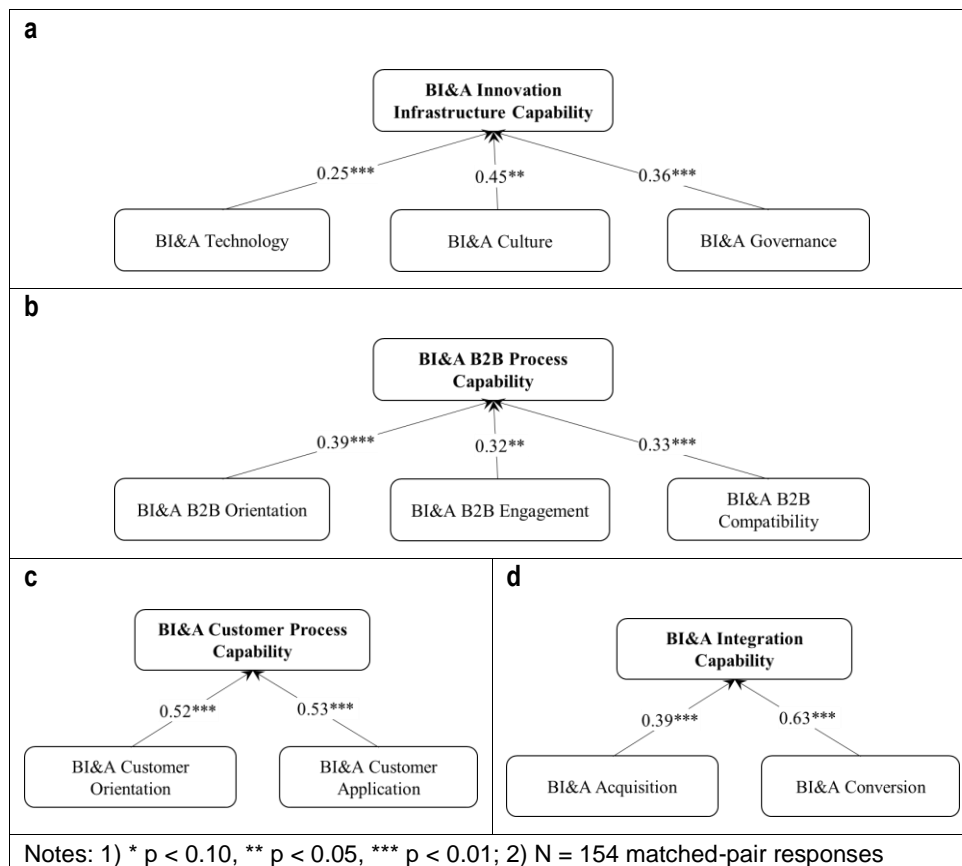 a
BI&A Innovation
Infrastructure Capability
0.25***
0.45**
0.36***
BI&A Technology
BI&A Culture
BI&A Governance
b
BI&A B2B Process
Capability
0.39***
0.32**
0.33***
BI&A B2B Orientation
BI&A B2B Engagement
BI&A B2B
Compatibility
c
BI&A Customer Process
Capability
0.52***
0.53***
BI&A Customer
Orientation
BI&A Customer
Application
d
BI&A Integration
Capability
0.39***
0.63***
BI&A Acquisition
BI&A Conversion
Notes: 1) * p < 0.10, ** p < 0.05, *** p < 0.01; 2) N = 154 matched-pair responses